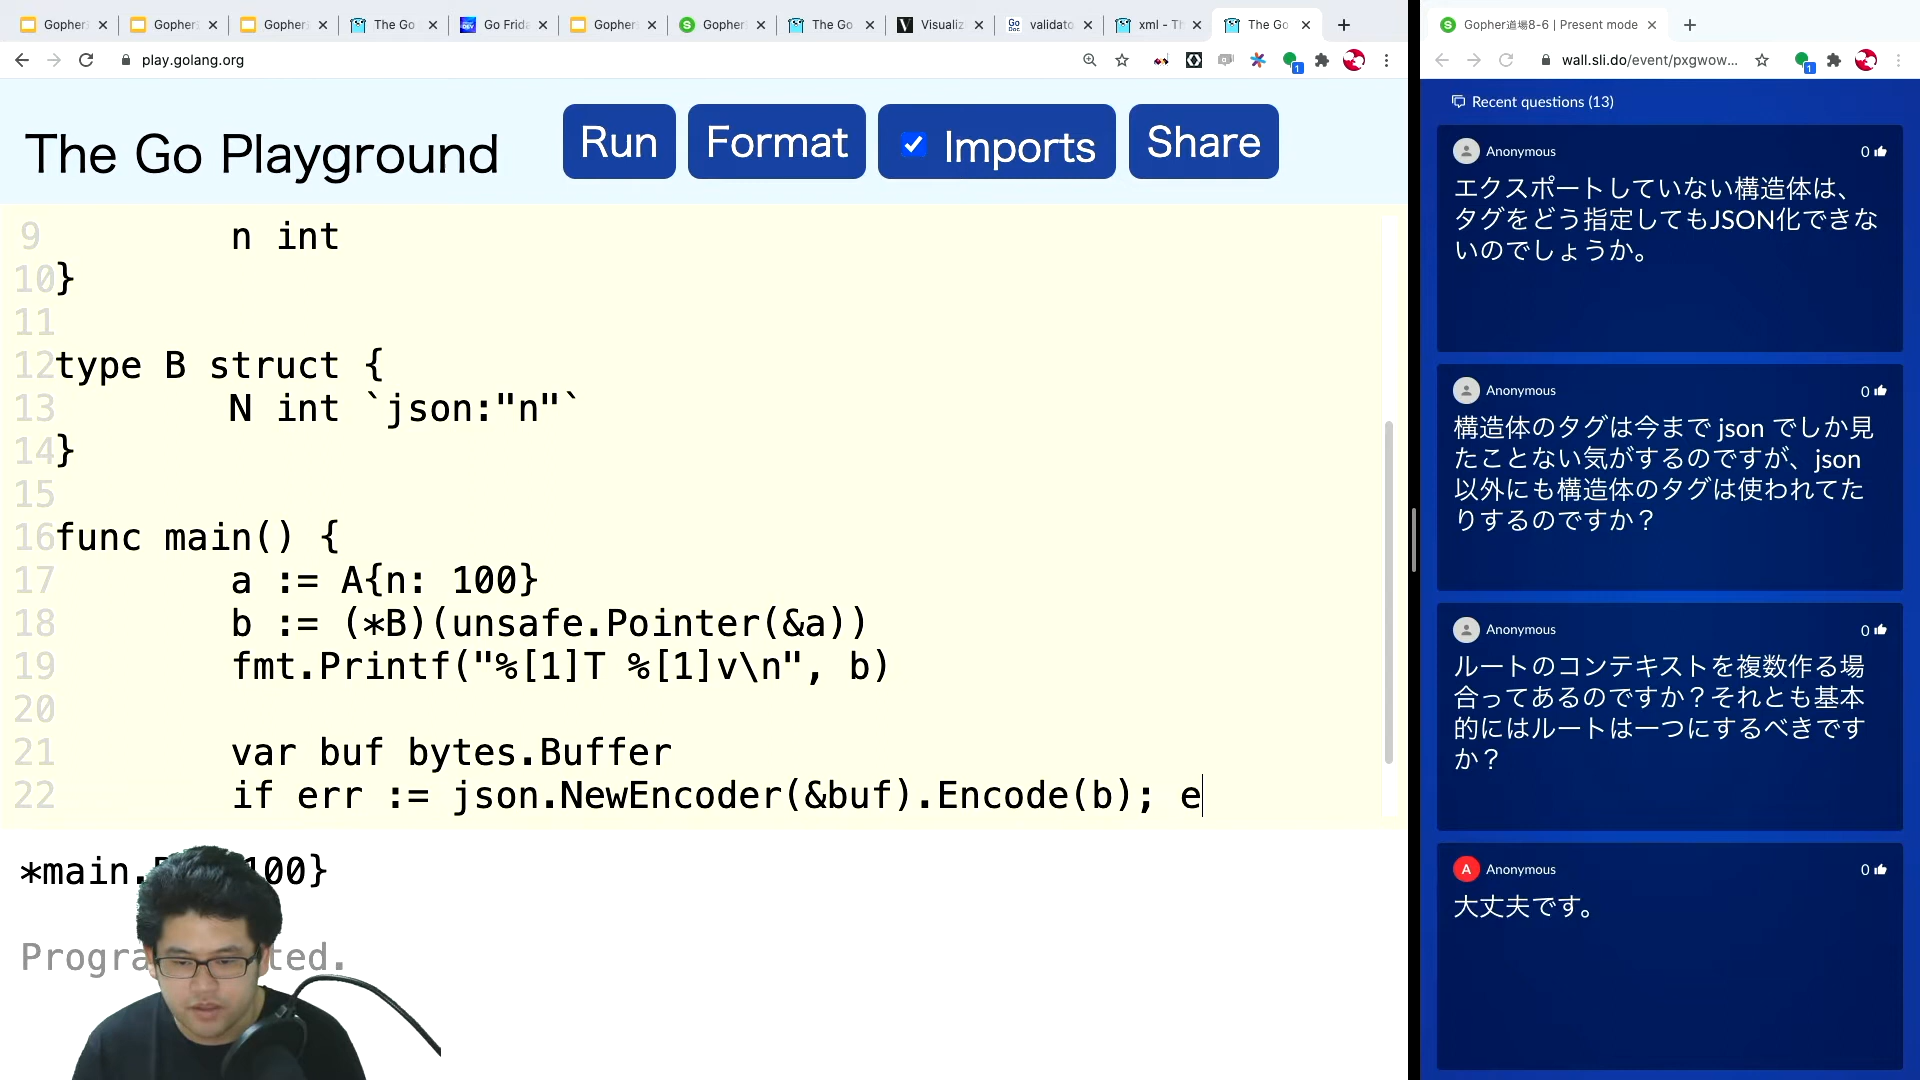 Gopher
Gopher
Gopher
The Go
Go Frid
Gopher
Gopher
The Go
Visualiz
validato
xml - Th
The Go
play.golang.org
The Go Playground
Run
Format
Imports
Share
9 n int
10 }
11
12 type B struct {
13 N int `json:"n"`
14 }
15
16 func main() {
17 a := A{n: 100}
18 b := (*B)(unsafe.Pointer(&a))
19 fmt.Printf("%[1]T %[1]v\n", b)
20
21 var buf bytes.Buffer
22 if err := json.NewEncoder(&buf).Encode(b); e
*main. 100}
Progra ted.
Gopher道場8-6 | Present mode
wall.sli.do/event/pxgwow...
Recent questions (13)
Anonymous 0
エクスポートしていない構造体は、
タグをどう指定してもJSON化できな
いのでしょうか。
Anonymous 0
構造体のタグは今まで json でしか見
たことない気がするのですが、json
以外にも構造体のタグは使われてた
りするのですか？
Anonymous 0
ルートのコンテキストを複数作る場
合ってあるのですか？それとも基本
的にはルートは一つにするべきです
か？
A Anonymous 0
大丈夫です。